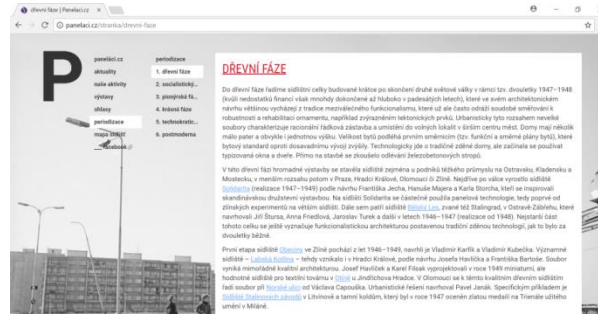 dřevní fáze | Panelaci.cz
panelaci.cz/stranka/drevni-faze
P
paneláci.cz
aktuality
naše aktivity
výstavy
ohlasy
periodizace
mapa sídlišť
facebook
periodizace
1. dřevní fáze
2. socialistický...
3. pionýrská fá...
4. krásná fáze
5. technokratic...
6. postmoderna
DŘEVNÍ FÁZE
Do dřevní fáze řadíme sídlištní celky budované krátce po skončení druhé světové války v rámci tzv. dvouletky 1947–1948
(kvůli nedostatků financí však mnohdy dokončené až hluboko v padesátých letech), které ve svém architektonickém
návrhu většinou vycházejí z tradice meziválečného funkcionalismu, které už ale často odráží soudobé směřování k
robustnosti a rehabilitaci ornamentu, například zvýrazněním tektonických prvků. Urbanisticky tyto rozsahem nevelké
soubory charakterizuje racionální řádková zástavba a umístění do volných lokalit v širším centru měst. Domy mají několik
málo pater a obvykle i jednotnou výšku. Velikost bytů podléhá prvním směrnicím (tzv. funkční a směrné plány bytů), které
bytový standard oproti dosavadnímu vývoji zvýšily. Technologicky jde o tradičně zděné domy, ale začínala se používat
typizovaná okna a dveře. Přímo na stavbě se zkoušelo odlévání železobetonových stropů.
V této dřevní fázi hromadné výstavby se stavěla sídliště zejména u podniků těžkého průmyslu na Ostravsku, Kladensku a
Mostecku, v menším rozsahu potom v Praze, Hradci Králové, Olomouci či Zlíně. Nejdříve po válce vyrostlo sídliště
Solidarita (realizace 1947–1949) podle návrhu Františka Jecha, Hanuše Majera a Karla Storcha, kteří se inspirovali
skandinávskou družstevní výstavbou. Na sídlišti Solidarita se částečně použila panelová technologie, tedy poprvé od
zlínských experimentů na větším sídlišti. Dále sem patří sídliště Bělský Les, zvané též Stalingrad, v Ostravě-Zábřehu, které
navrhovali Jiří Štursa, Anna Friedlová, Jaroslav Turek a další v letech 1946–1947 (realizace od 1948). Nejstarší část
tohoto celku se ještě vyznačuje funkcionalistickou architekturou postavenou tradiční zděnou technologií, jak to bylo za
dvouletky běžné.
První etapa sídliště Obeciny ve Zlíně pochází z let 1946–1949, navrhli je Vladimír Karfík a Vladimír Kubečka. Významné
sídliště – Labská Kotlina – tehdy vznikalo i v Hradci Králové, podle návrhu Josefa Havlíčka a Františka Bartoše. Soubor
vyniká mimořádně kvalitní architekturou. Josef Havlíček a Karel Filsak vyprojektovali v roce 1949 miniaturní, ale
hodnotné sídliště pro textilní továrnu v Otíně u Jindřichova Hradce. V Olomouci se k těmto kvalitním dřevním sídlištím
řadí soubor při Norské ulici od Václava Capouška. Urbanistické řešení navrhoval Pavel Janák. Specifickým příkladem je
Sídliště Stalinových závodů v Litvínově a tamní koldům, který byl v roce 1947 oceněn zlatou medailí na Trienále užitého
umění v Miláně.